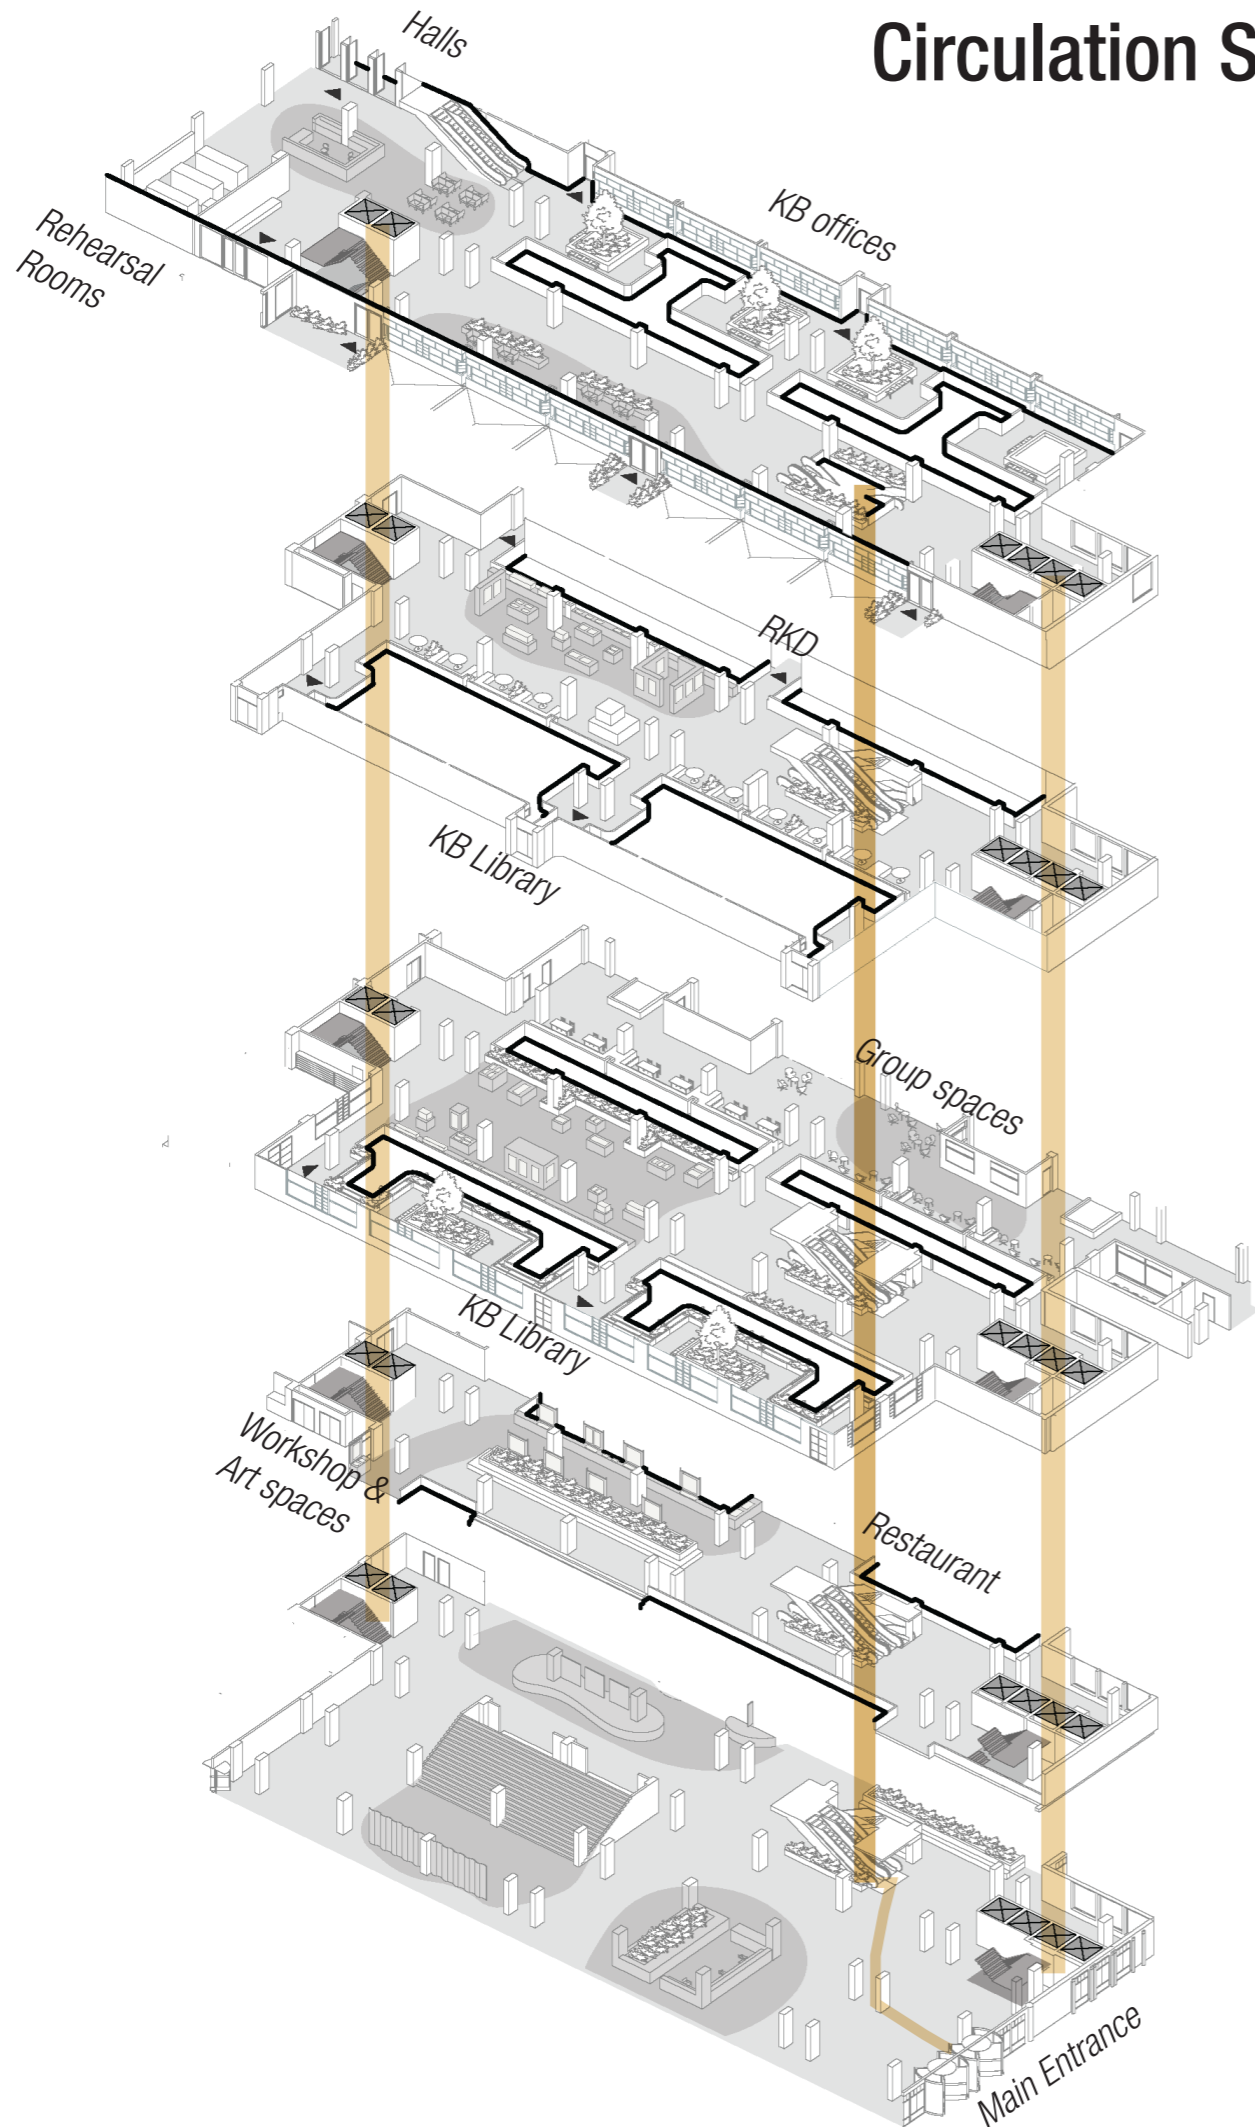 Circulation S
Halls
KB offices
Rehearsal
Rooms
RKD
KB Library
Group spaces
KB Library
Workshop &
Art spaces
Restaurant
Main Entrance